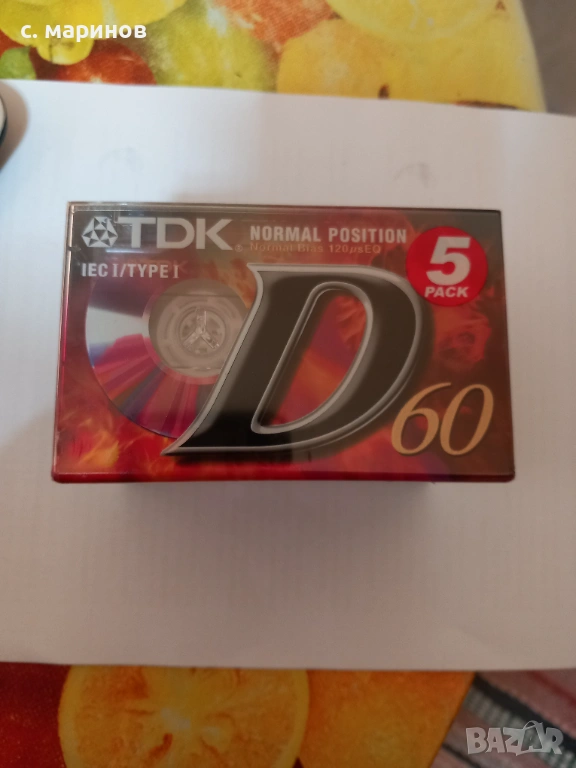 с. маринов
TDK
NORMAL POSITION
Normal Bias 120µsEQ
IEC I/TYPE I
5
PACK
D
60
BAZAR